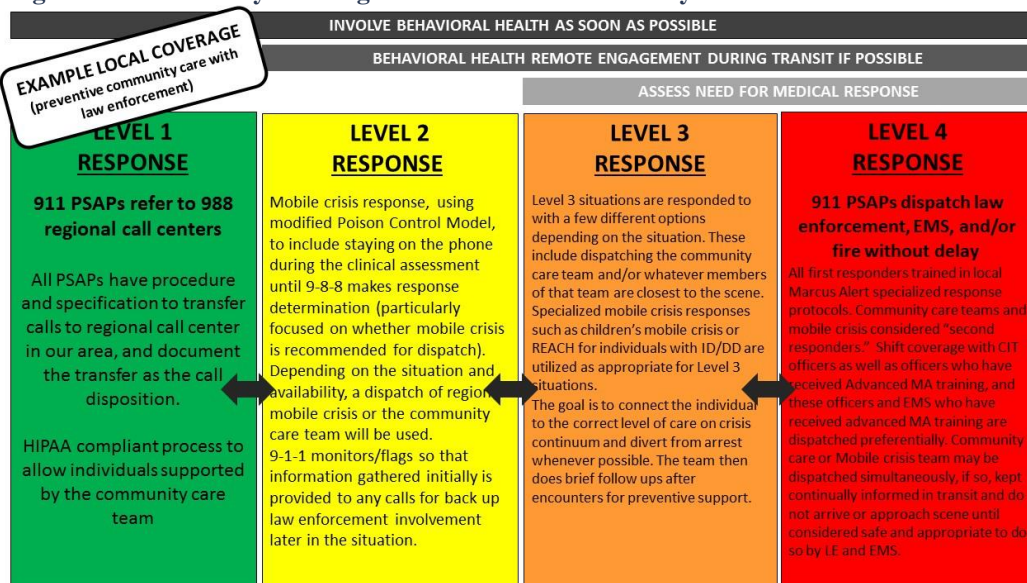 INVOLVE BEHAVIORAL HEALTH AS SOON AS POSSIBLE
BEHAVIORAL HEALTH REMOTE ENGAGEMENT DURING TRANSIT IF POSSIBLE
ASSESS NEED FOR MEDICAL RESPONSE
EXAMPLE LOCAL COVERAGE
(preventive community care with
law enforcement)
LEVEL 1
RESPONSE
911 PSAPs refer to 988
regional call centers
All PSAPs have procedure
and specification to transfer
calls to regional call center
in our area, and document
the transfer as the call
disposition.
HIPAA compliant process to
allow individuals supported
by the community care
team
LEVEL 2
RESPONSE
Mobile crisis response, using
modified Poison Control Model,
to include staying on the phone
during the clinical assessment
until 9-8-8 makes response
determination (particularly
focused on whether mobile crisis
is recommended for dispatch).
Depending on the situation and
availability, a dispatch of region
mobile crisis or the community
care team will be used.
9-1-1 monitors/flags so that
information gathered initially is
provided to any calls for back up
law enforcement involvement
later in the situation.
LEVEL 3
RESPONSE
Level 3 situations are responded to
with a few different options
depending on the situation. These
include dispatching the community
care team and/or whatever members
of that team are closest to the scene.
Specialized mobile crisis responses
such as children's mobile crisis or
REACH for individuals with ID/DD are
utilized as appropriate for Level 3
situations.
The goal is to connect the individual
to the correct level of care on crisis
continuum and divert from arrest
whenever possible. The team then
does brief follow ups after
encounters for preventive support.
LEVEL 4
RESPONSE
911 PSAPs dispatch law
enforcement, EMS, and/or
fire without delay
All first responders trained in local
Marcus Alert specialized response
protocols. Community care teams and
mobile crisis considered "second
responders." Shift coverage with CIT
officers as well as officers who have
received Advanced MA training, and
these officers and EMS who have
received advanced MA training are
dispatched preferentially. Community
care or Mobile crisis team may be
dispatched simultaneously, if so, kept
continually informed in transit and do
not arrive or approach scene until
considered safe and appropriate to do
so by LE and EMS.